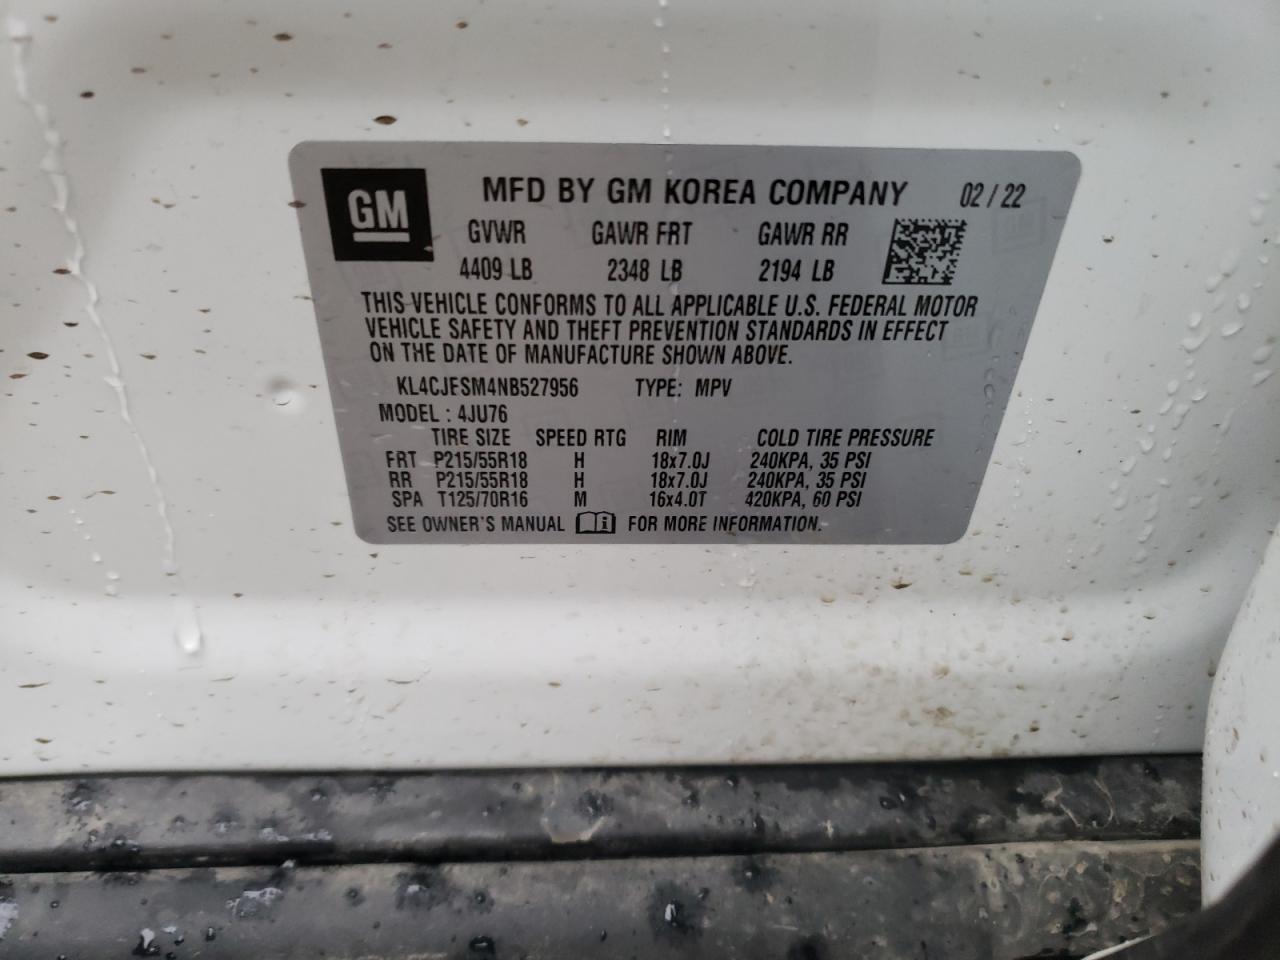 GM MFD BY GM KOREA COMPANY 02 / 22
GVWR GAWR FRT GAWR RR
4409 LB 2348 LB 2194 LB
THIS VEHICLE CONFORMS TO ALL APPLICABLE U.S. FEDERAL MOTOR
VEHICLE SAFETY AND THEFT PREVENTION STANDARDS IN EFFECT
ON THE DATE OF MANUFACTURE SHOWN ABOVE.
KL4CJESM4NB527956 TYPE: MPV
MODEL : 4JU76
TIRE SIZE SPEED RTG RIM COLD TIRE PRESSURE
FRT P215/55R18 H 18x7.0J 240KPA, 35 PSI
RR P215/55R18 H 18x7.0J 240KPA, 35 PSI
SPA T125/70R16 M 16x4.0T 420KPA, 60 PSI
SEE OWNER'S MANUAL i FOR MORE INFORMATION.